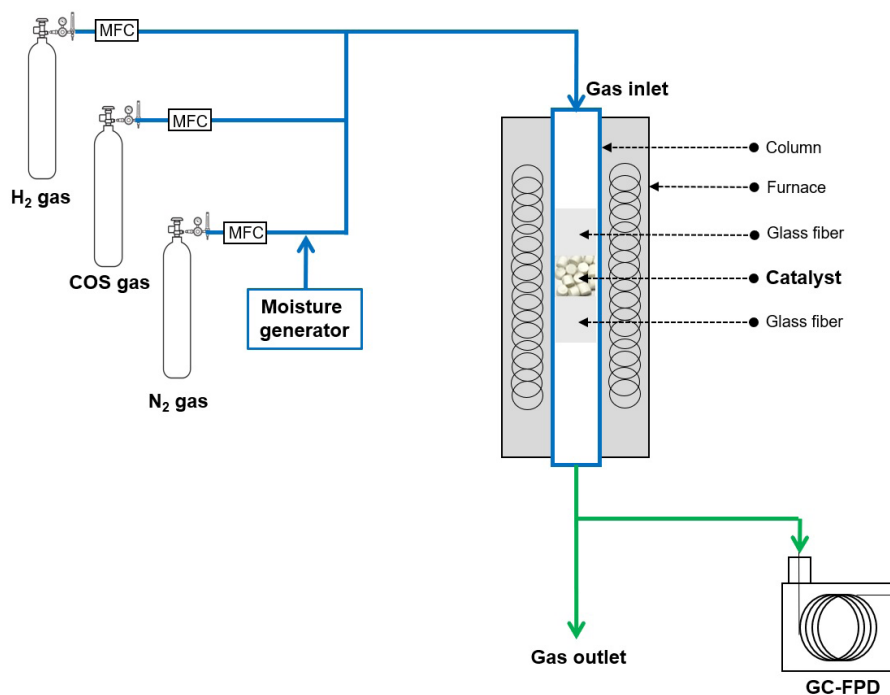 MFC
H₂ gas
MFC
COS gas
MFC
N₂ gas
Moisture
generator
Gas inlet
Column
Furnace
Glass fiber
Catalyst
Glass fiber
Gas outlet
GC-FPD